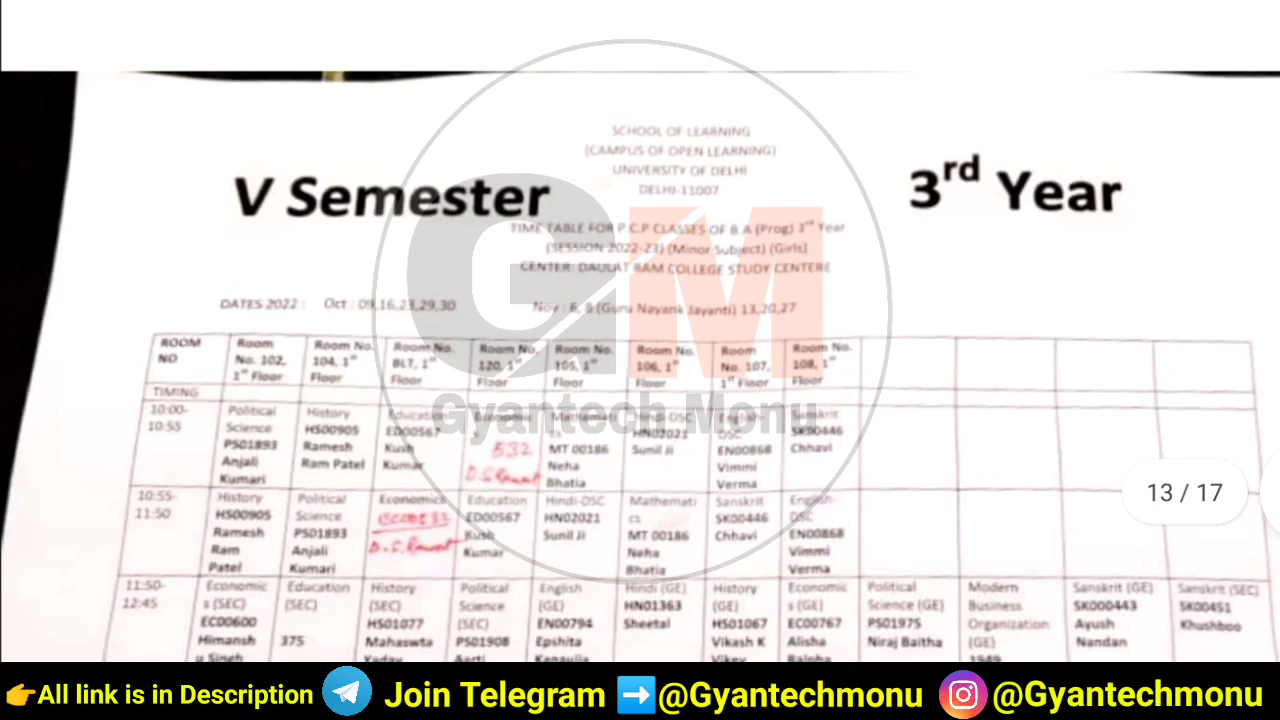 SCHOOL OF LEARNING
(CAMPUS OF OPEN LEARNING)
UNIVERSITY OF DELHI
DELHI-11007
V Semester
3rd Year
TIME TABLE FOR P.C.P CLASSES OF B.A (Prog) 3rd Year
(SESSION 2022-23) (Minor Subject) (Girls)
CENTER: DAULAT RAM COLLEGE STUDY CENTERE
DATES 2022 : Oct : 09,16,23,29,30 Nov : 6, 8 (Guru Nayank Jayanti) 13,20,27
ROOM NO
Room No. 102, 1st Floor
Room No. 104, 1st Floor
Room No. BLT, 1st Floor
Room No. 120, 1st Floor
Room No. 105, 1st Floor
Room No. 106, 1st Floor
Room No. 107, 1st Floor
Room No. 108, 1st Floor
TIMING
10:00-10:55
Political Science PS01893 Anjali Kumari
History HS00905 Ramesh Ram Patel
Education ED00567 Kush Kumar
Economic 532 D.S Rawat
Mathematics MT 00186 Neha Bhatia
Hindi-DSC HN02021 Sunil Ji
English-DSC EN00868 Vimmi Verma
Sanskrit SK00446 Chhavi
10:55-11:50
History HS00905 Ramesh Ram Patel
Political Science PS01893 Anjali Kumari
Economics D.S. Rawat
Education ED00567 Kush Kumar
Hindi-DSC HN02021 Sunil Ji
Mathematics MT 00186 Neha Bhatia
Sanskrit SK00446 Chhavi
English-DSC EN00868 Vimmi Verma
11:50-12:45
Economics (SEC) EC00600 Himanshu Singh
Education (SEC) 375
History (SEC) HS01077 Mahaswta Yadav
Political Science (SEC) PS01908 Aarti
English (GE) EN00794 Epshita Kanaujia
Hindi (GE) HN01363 Sheetal
History (GE) HS01067 Vikash K
Economics (GE) EC00767 Alisha
Political Science (GE) PS01975 Niraj Baitha
Modern Business Organization (GE) 1949
Sanskrit (GE) SK000443 Ayush Nandan
Sanskrit (SEC) SK00451 Khushboo
GM
Gyantech Monu
13 / 17
👉All link is in Description Join Telegram ➡️@Gyantechmonu @Gyantechmonu